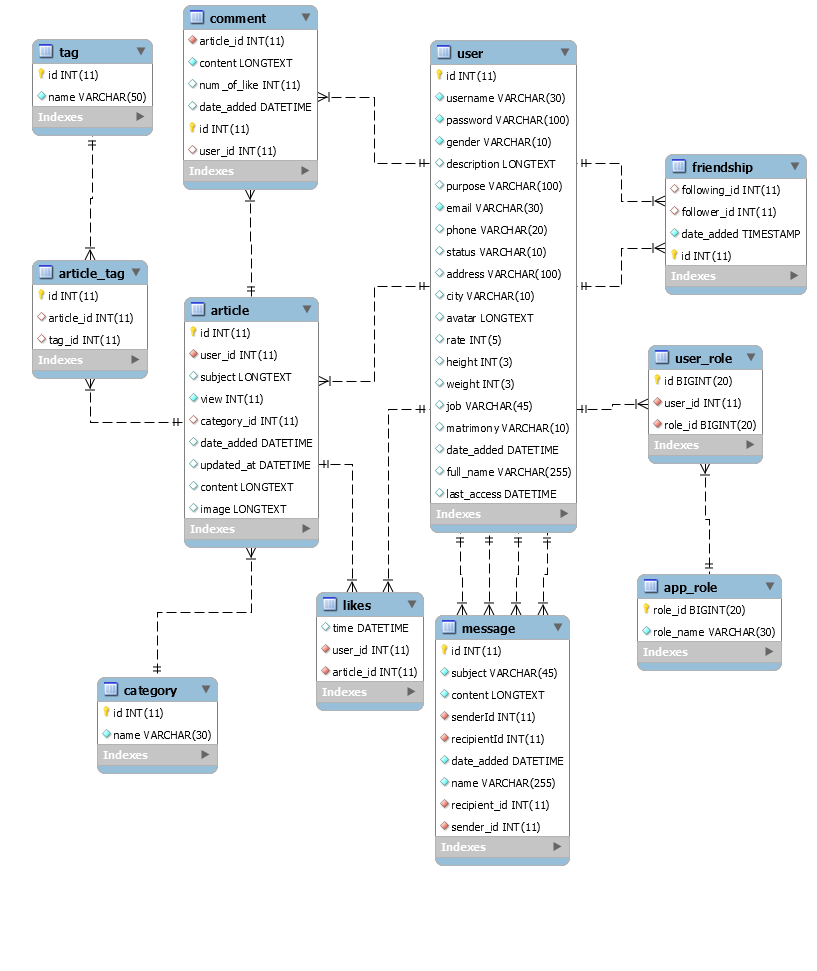 comment
article_id INT(11)
content LONGTEXT
num _of_like INT(11)
date_added DATETIME
id INT(11)
user_id INT(11)
Indexes
tag
id INT(11)
name VARCHAR(50)
Indexes
user
id INT(11)
username VARCHAR(30)
password VARCHAR(100)
gender VARCHAR(10)
description LONGTEXT
purpose VARCHAR(100)
email VARCHAR(30)
phone VARCHAR(20)
status VARCHAR(10)
address VARCHAR(100)
city VARCHAR(10)
avatar LONGTEXT
rate INT(5)
height INT(3)
weight INT(3)
job VARCHAR(45)
matrimony VARCHAR(10)
date_added DATETIME
full_name VARCHAR(255)
last_access DATETIME
Indexes
friendship
following_id INT(11)
follower_id INT(11)
date_added TIMESTAMP
id INT(11)
Indexes
article_tag
id INT(11)
article_id INT(11)
tag_id INT(11)
Indexes
article
id INT(11)
user_id INT(11)
subject LONGTEXT
view INT(11)
category_id INT(11)
date_added DATETIME
updated_at DATETIME
content LONGTEXT
image LONGTEXT
Indexes
user_role
id BIGINT(20)
user_id INT(11)
role_id BIGINT(20)
Indexes
app_role
role_id BIGINT(20)
role_name VARCHAR(30)
Indexes
likes
time DATETIME
user_id INT(11)
article_id INT(11)
Indexes
message
id INT(11)
subject VARCHAR(45)
content LONGTEXT
senderId INT(11)
recipientId INT(11)
date_added DATETIME
name VARCHAR(255)
recipient_id INT(11)
sender_id INT(11)
Indexes
category
id INT(11)
name VARCHAR(30)
Indexes